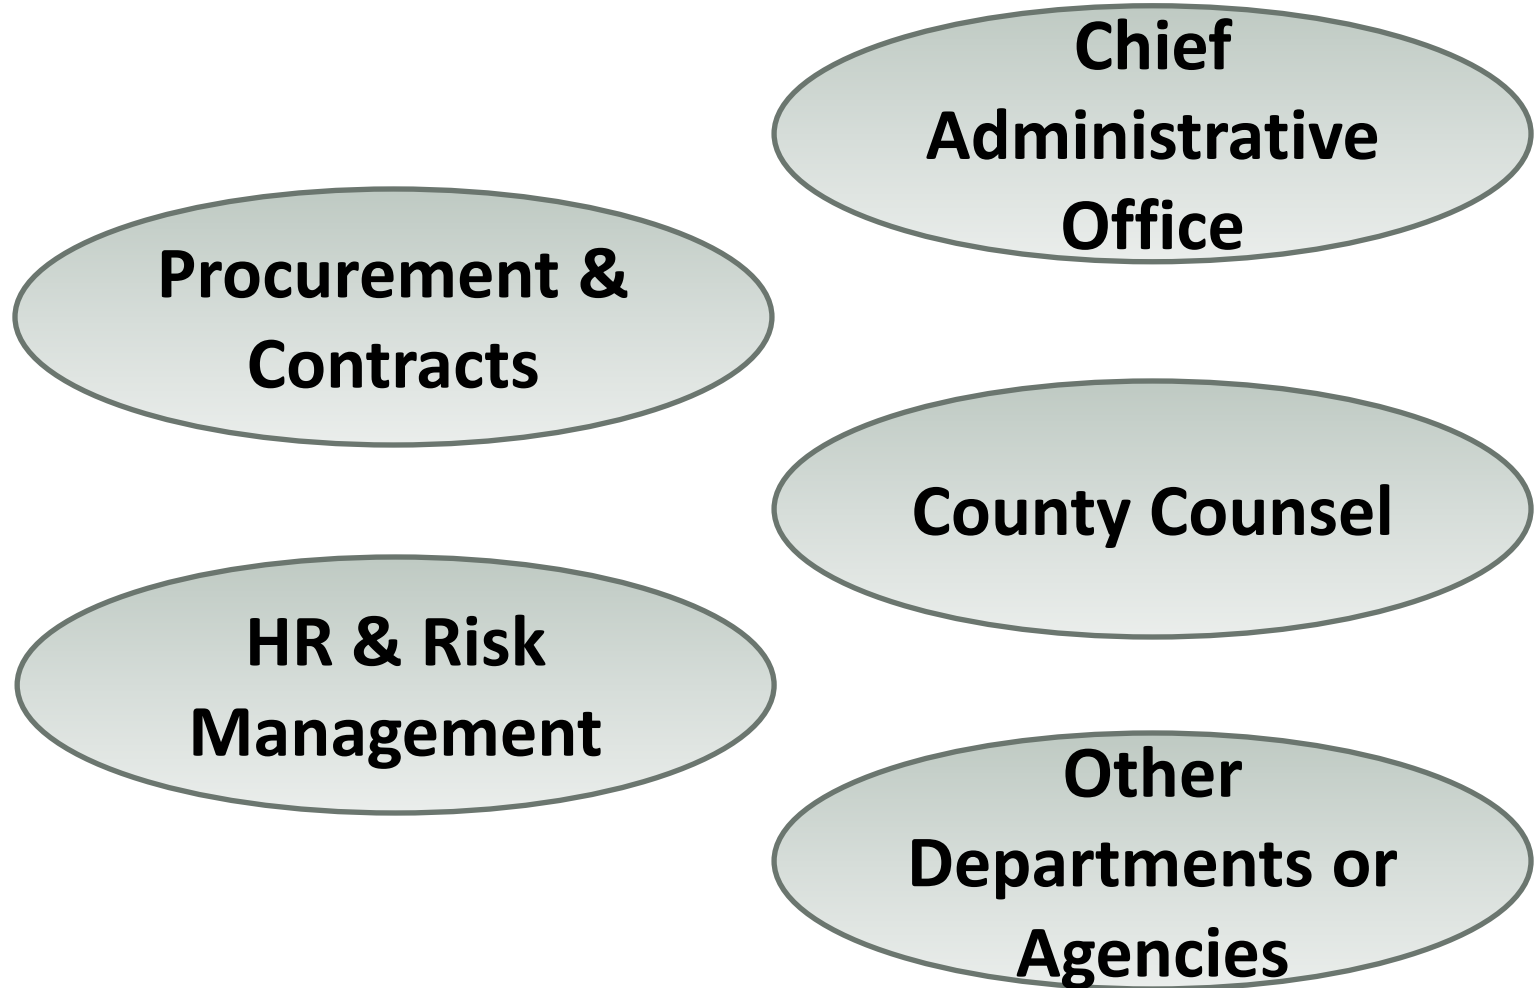 Chief
Administrative
Office
Procurement &
Contracts
County Counsel
HR & Risk
Management
Other
Departments or
Agencies